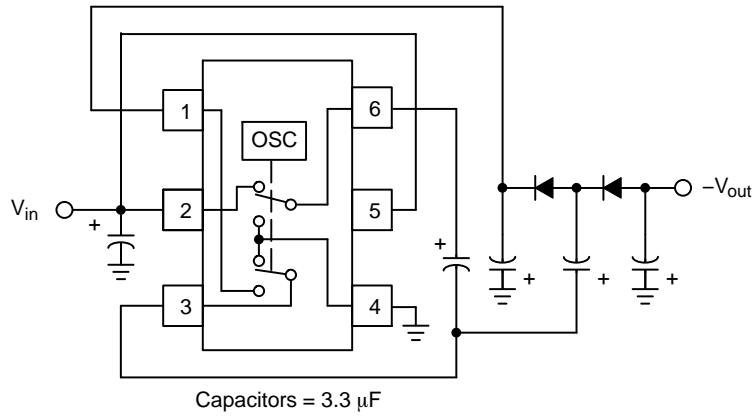 1
6
OSC
V_in
+
2
5
−V_out
+
+
+
+
3
4
Capacitors = 3.3 μF